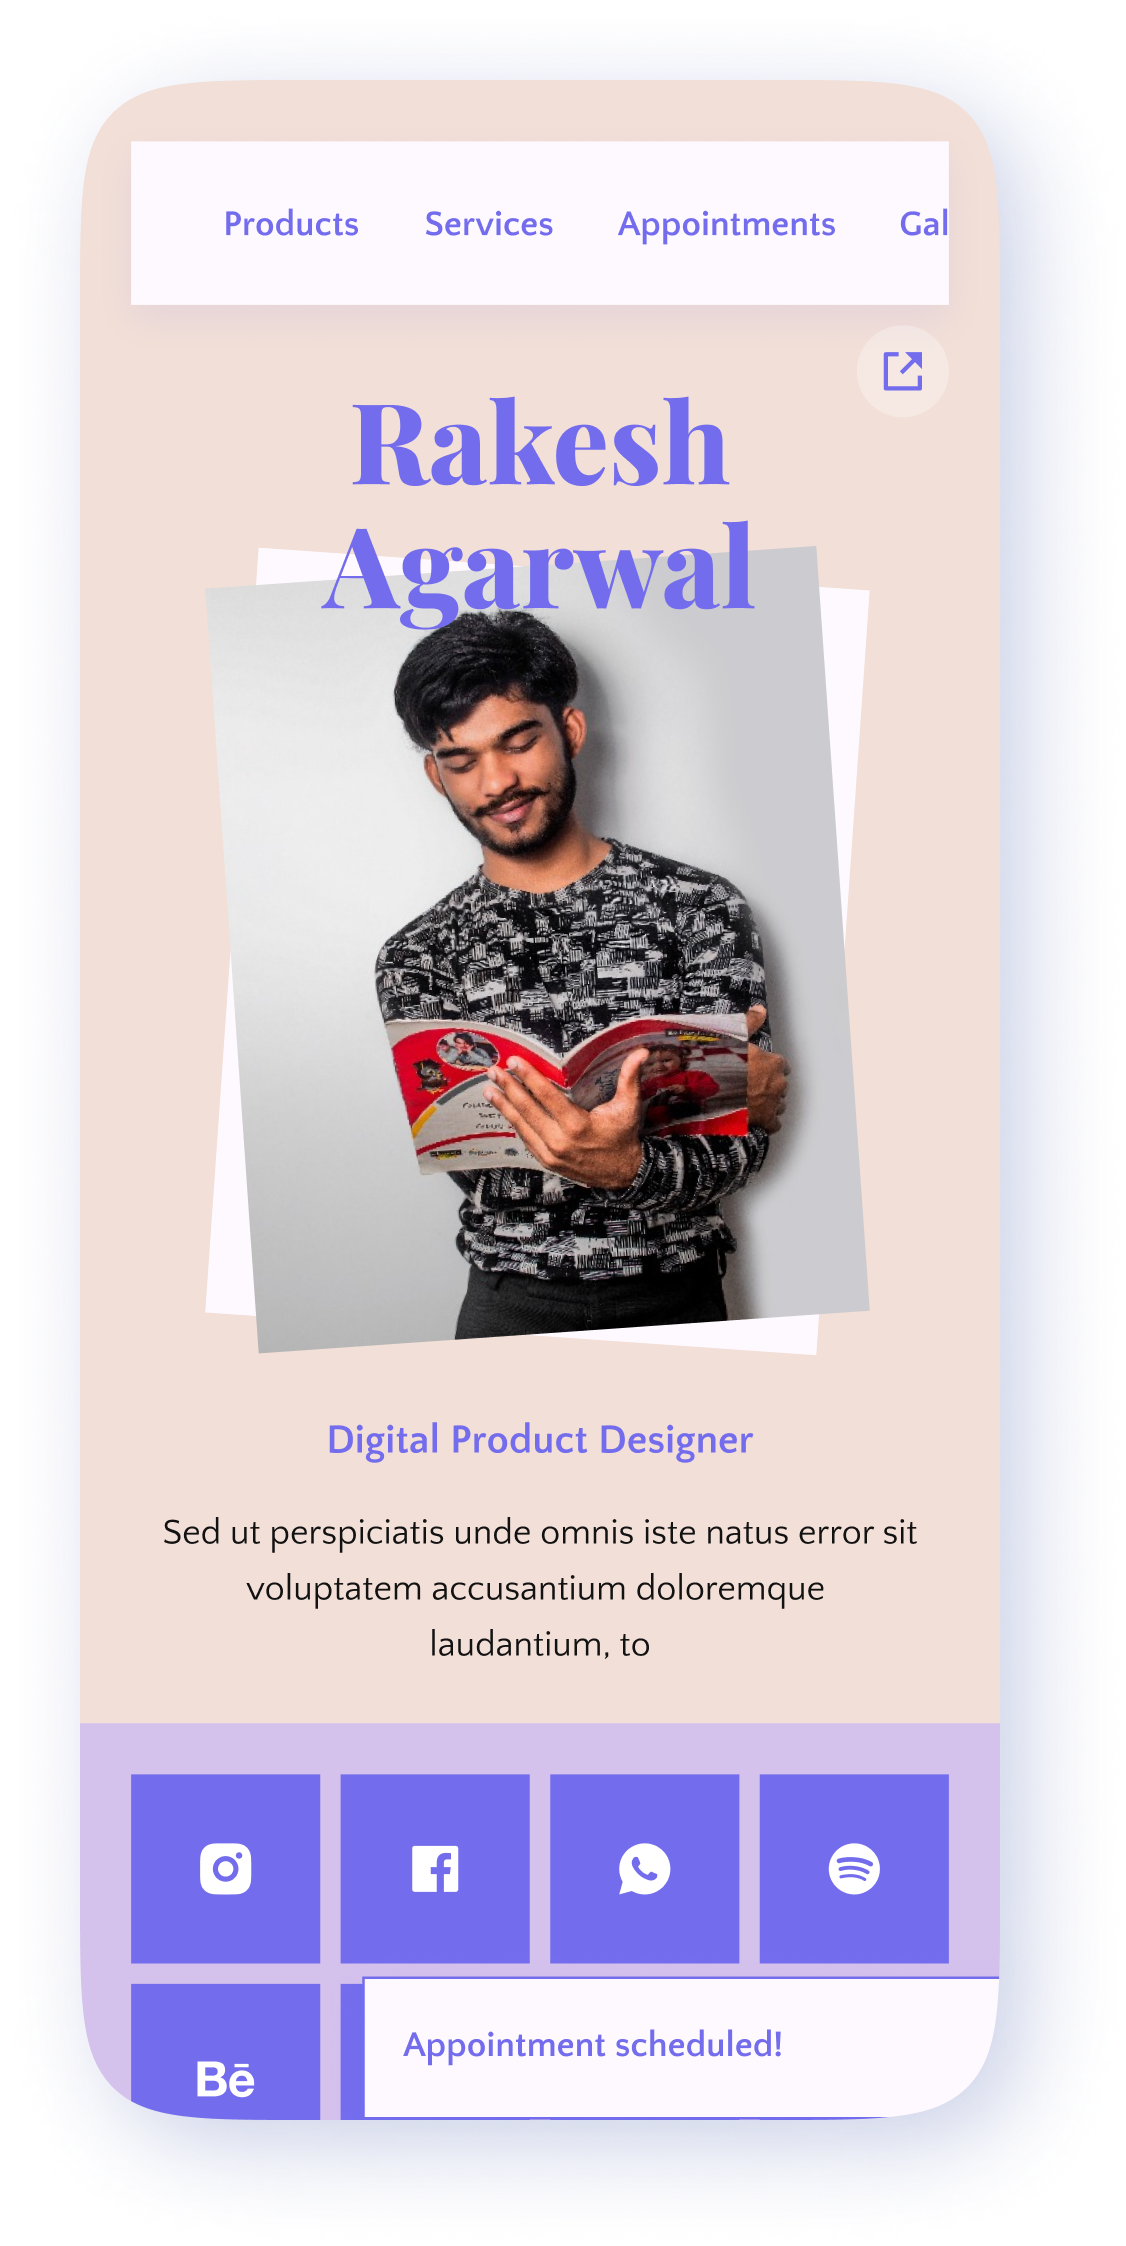 Products Services Appointments Gal
Rakesh
Agarwal
Digital Product Designer
Sed ut perspiciatis unde omnis iste natus error sit
voluptatem accusantium doloremque
laudantium, to
Bē
Appointment scheduled!